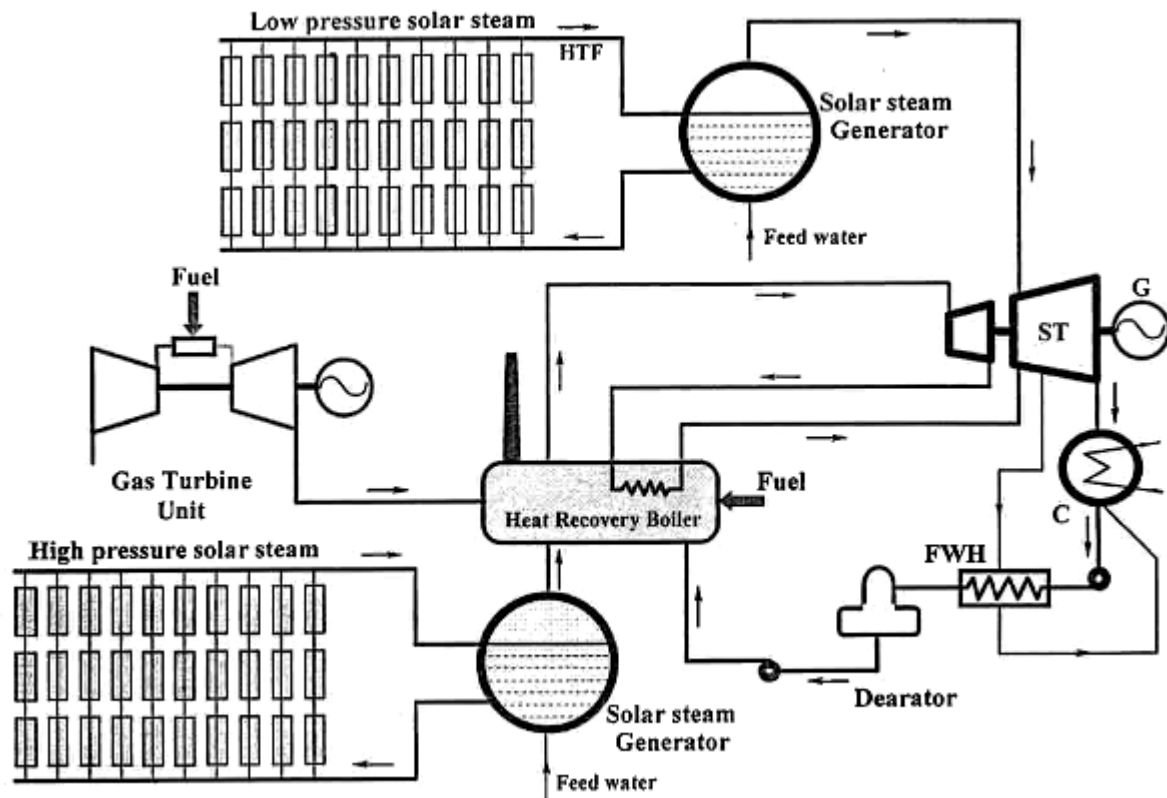 Low pressure solar steam
HTF
Solar steam
Generator
Feed water
Fuel
G
ST
Gas Turbine
Unit
Fuel
Heat Recovery Boiler
C
High pressure solar steam
FWH
Dearator
Solar steam
Generator
Feed water